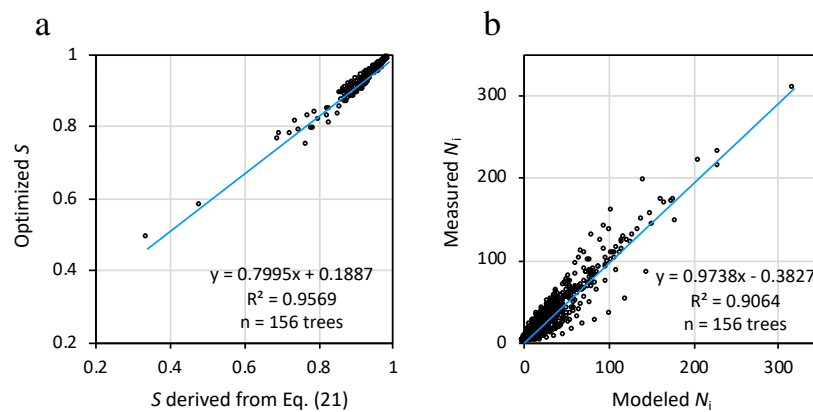 a
1
0.8
0.6
0.4
0.2
Optimized S
y = 0.7995x + 0.1887
R² = 0.9569
n = 156 trees
0.2
0.4
0.6
0.8
1
S derived from Eq. (21)
b
300
200
100
0
Measured Nᵢ
y = 0.9738x - 0.3827
R² = 0.9064
n = 156 trees
0
100
200
300
Modeled Nᵢ